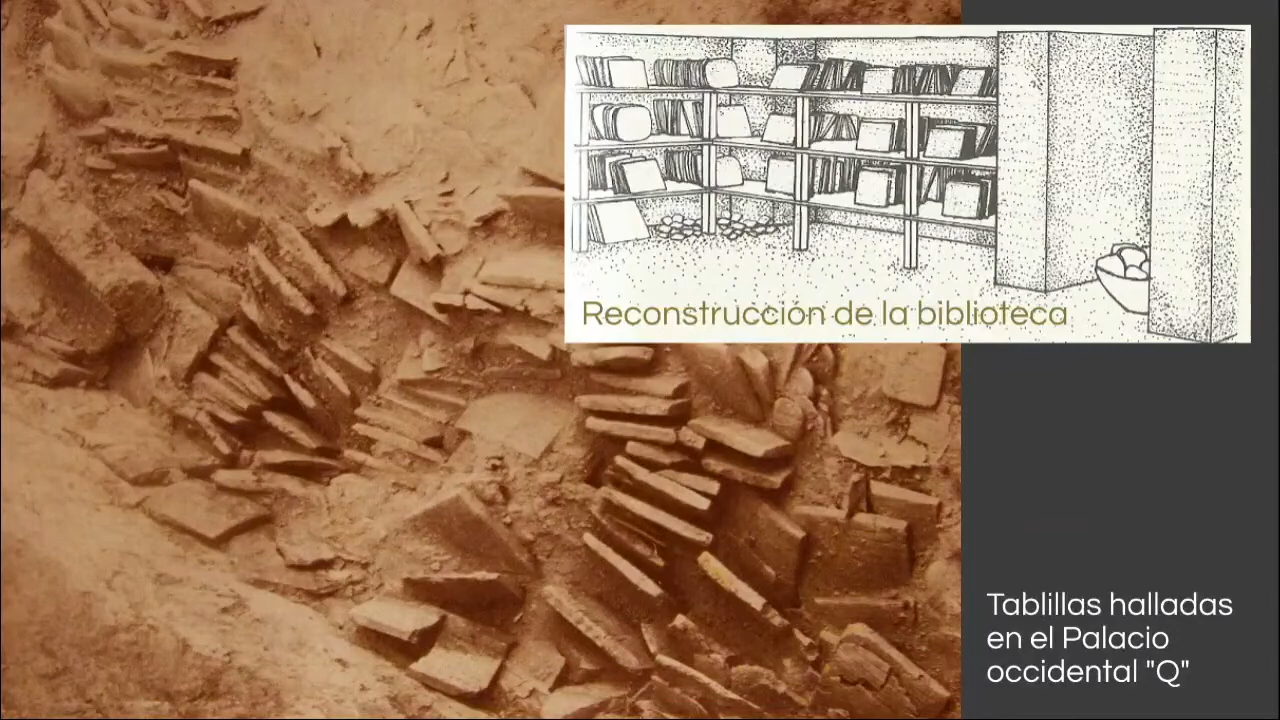 Reconstrucción de la biblioteca
Tablillas halladas
en el Palacio
occidental "Q"